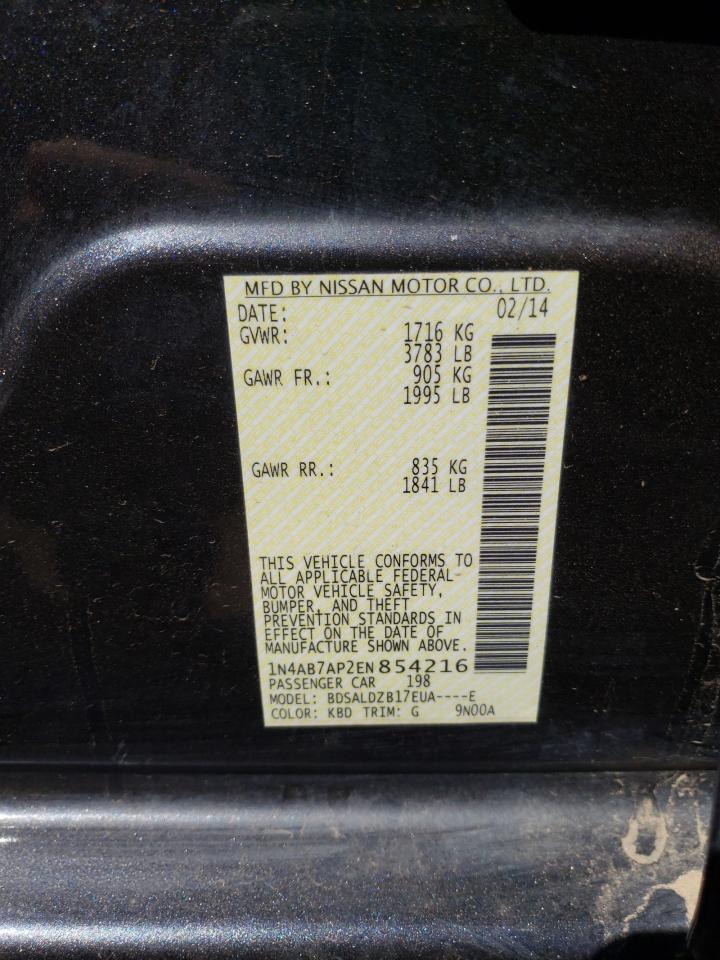 MFD BY NISSAN MOTOR CO., LTD.
DATE: 02/14
GVWR: 1716 KG
3783 LB
GAWR FR.: 905 KG
1995 LB
GAWR RR.: 835 KG
1841 LB
THIS VEHICLE CONFORMS TO
ALL APPLICABLE FEDERAL
MOTOR VEHICLE SAFETY,
BUMPER, AND THEFT
PREVENTION STANDARDS IN
EFFECT ON THE DATE OF
MANUFACTURE SHOWN ABOVE.
1N4AB7AP2EN854216
PASSENGER CAR 198
MODEL: BDSALDZB17EUA----E
COLOR: KBD TRIM: G 9N00A